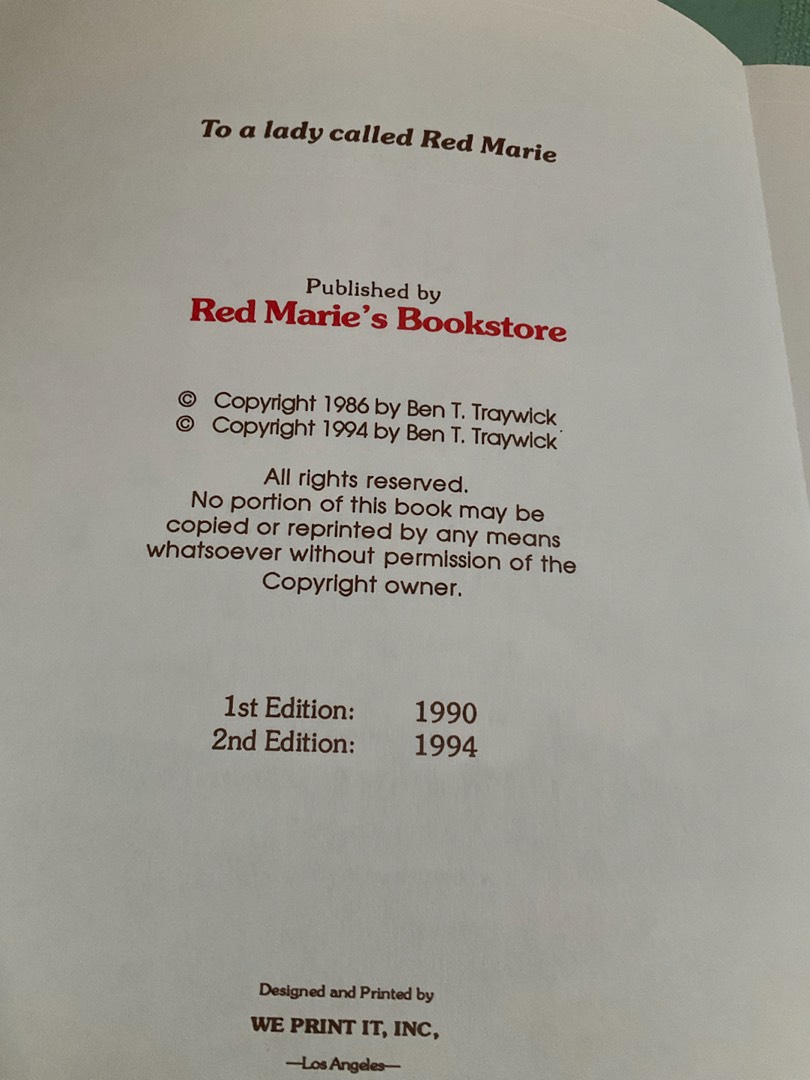 To a lady called Red Marie
Published by
Red Marie's Bookstore
© Copyright 1986 by Ben T. Traywick
© Copyright 1994 by Ben T. Traywick
All rights reserved.
No portion of this book may be
copied or reprinted by any means
whatsoever without permission of the
Copyright owner.
1st Edition: 1990
2nd Edition: 1994
Designed and Printed by
WE PRINT IT, INC,
—Los Angeles—